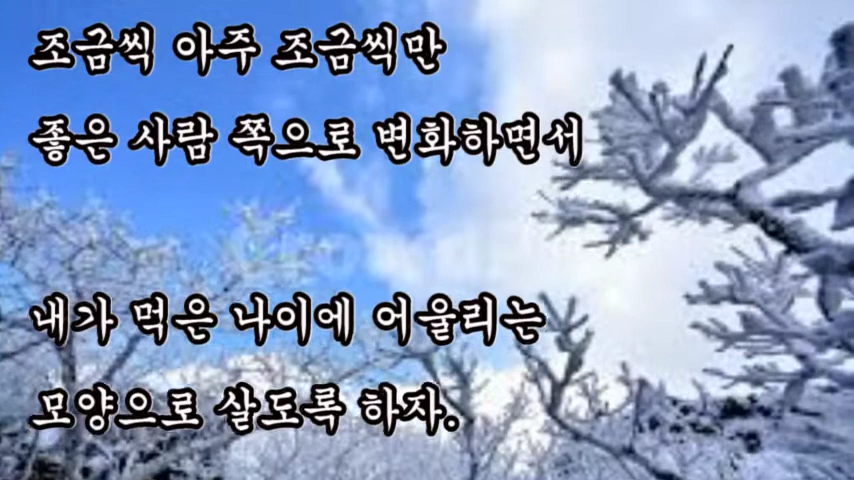 조금씩 아주 조금씩만
좋은 사람 쪽으로 변화하면서
내가 먹은 나이에 어울리는
모양으로 살도록 하자.